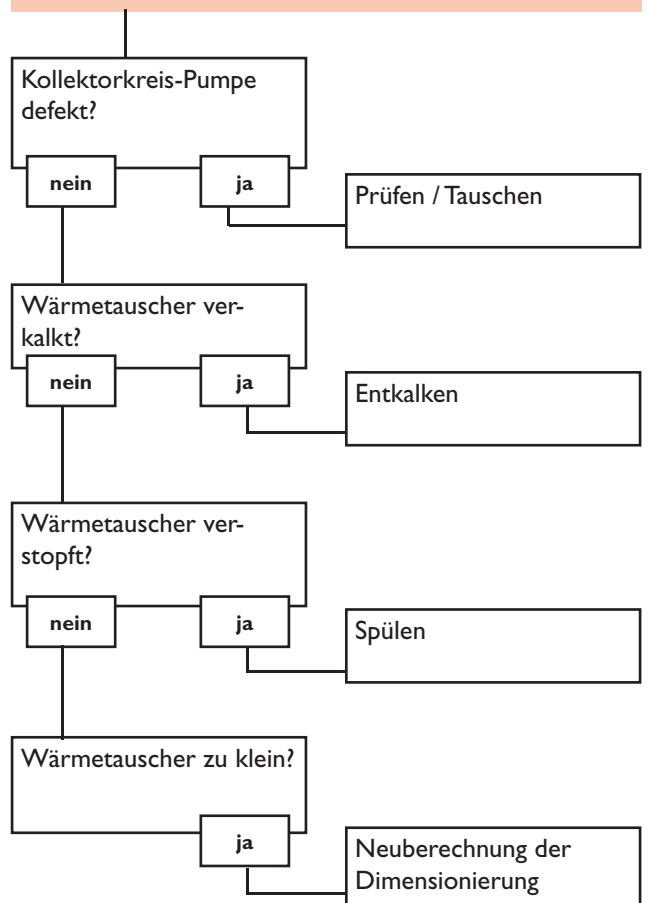 Kollektorkreis-Pumpe
defekt?
nein
ja
Prüfen / Tauschen
Wärmetauscher ver-
kalkt?
nein
ja
Entkalken
Wärmetauscher ver-
stopft?
nein
ja
Spülen
Wärmetauscher zu klein?
ja
Neuberechnung der
Dimensionierung